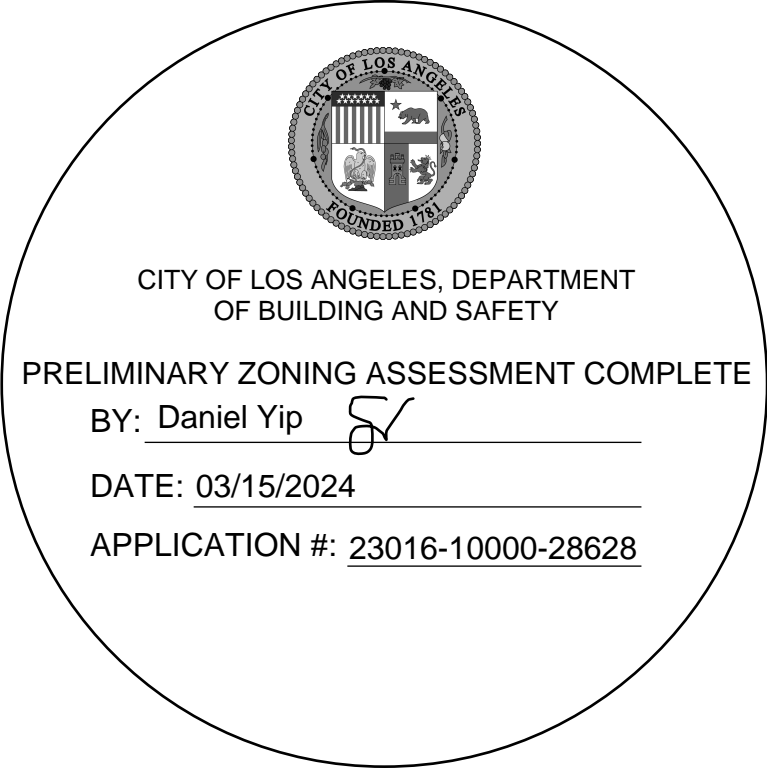 CITY OF LOS ANGELES
FOUNDED 1781
CITY OF LOS ANGELES, DEPARTMENT
OF BUILDING AND SAFETY
PRELIMINARY ZONING ASSESSMENT COMPLETE
BY: Daniel Yip
DATE: 03/15/2024
APPLICATION #: 23016-10000-28628